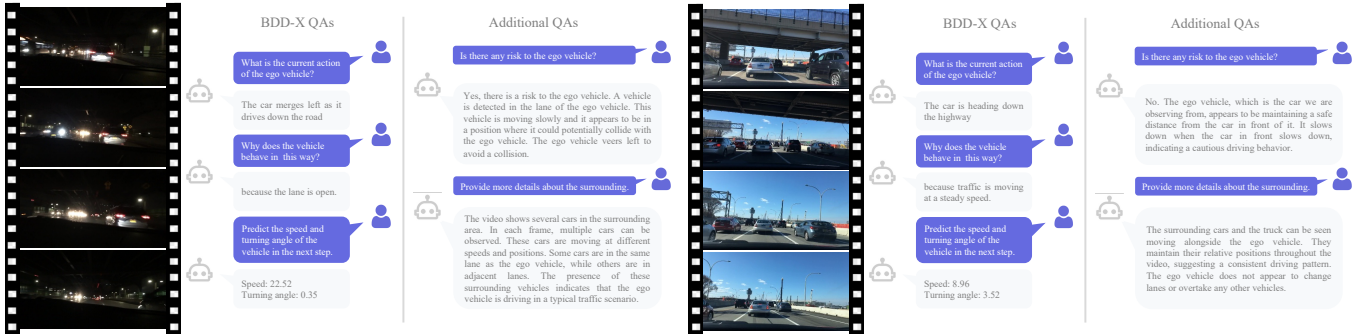 BDD-X QAs
What is the current action
of the ego vehicle?
The car merges left as it
drives down the road
Why does the vehicle
behave in this way?
because the lane is open.
Predict the speed and
turning angle of the
vehicle in the next step.
Speed: 22.52
Turning angle: 0.35
Additional QAs
Is there any risk to the ego vehicle?
Yes, there is a risk to the ego vehicle. A vehicle
is detected in the lane of the ego vehicle. This
vehicle is moving slowly and it appears to be in
a position where it could potentially collide with
the ego vehicle. The ego vehicle veers left to
avoid a collision.
Provide more details about the surrounding.
The video shows several cars in the surrounding
area. In each frame, multiple cars can be
observed. These cars are moving at different
speeds and positions. Some cars are in the same
lane as the ego vehicle, while others are in
adjacent lanes. The presence of these
surrounding vehicles indicates that the ego
vehicle is driving in a typical traffic scenario.
BDD-X QAs
What is the current action
of the ego vehicle?
The car is heading down
the highway
Why does the vehicle
behave in this way?
because traffic is moving
at a steady speed.
Predict the speed and
turning angle of the
vehicle in the next step.
Speed: 8.96
Turning angle: 3.52
Additional QAs
Is there any risk to the ego vehicle?
No. The ego vehicle, which is the car we are
observing from, appears to be maintaining a safe
distance from the car in front of it. It slows
down when the car in front slows down,
indicating a cautious driving behavior.
Provide more details about the surrounding.
The surrounding cars and the truck can be seen
moving alongside the ego vehicle. They
maintain their relative positions throughout the
video, suggesting a consistent driving pattern.
The ego vehicle does not appear to change
lanes or overtake any other vehicles.